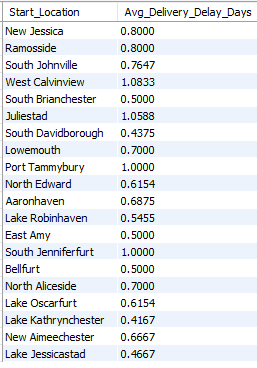 Start_Location Avg_Delivery_Delay_Days
New Jessica 0.8000
Ramosside 0.8000
South Johnville 0.7647
West Calvinview 1.0833
South Brianchester 0.5000
Juliestad 1.0588
South Davidborough 0.4375
Lowemouth 0.7000
Port Tammybury 1.0000
North Edward 0.6154
Aaronhaven 0.6875
Lake Robinhaven 0.5455
East Amy 0.5000
South Jenniferfurt 1.0000
Bellfurt 0.5000
North Aliceside 0.7000
Lake Oscarfurt 0.6154
Lake Kathrynchester 0.4167
New Aimeechester 0.6667
Lake Jessicastad 0.4667